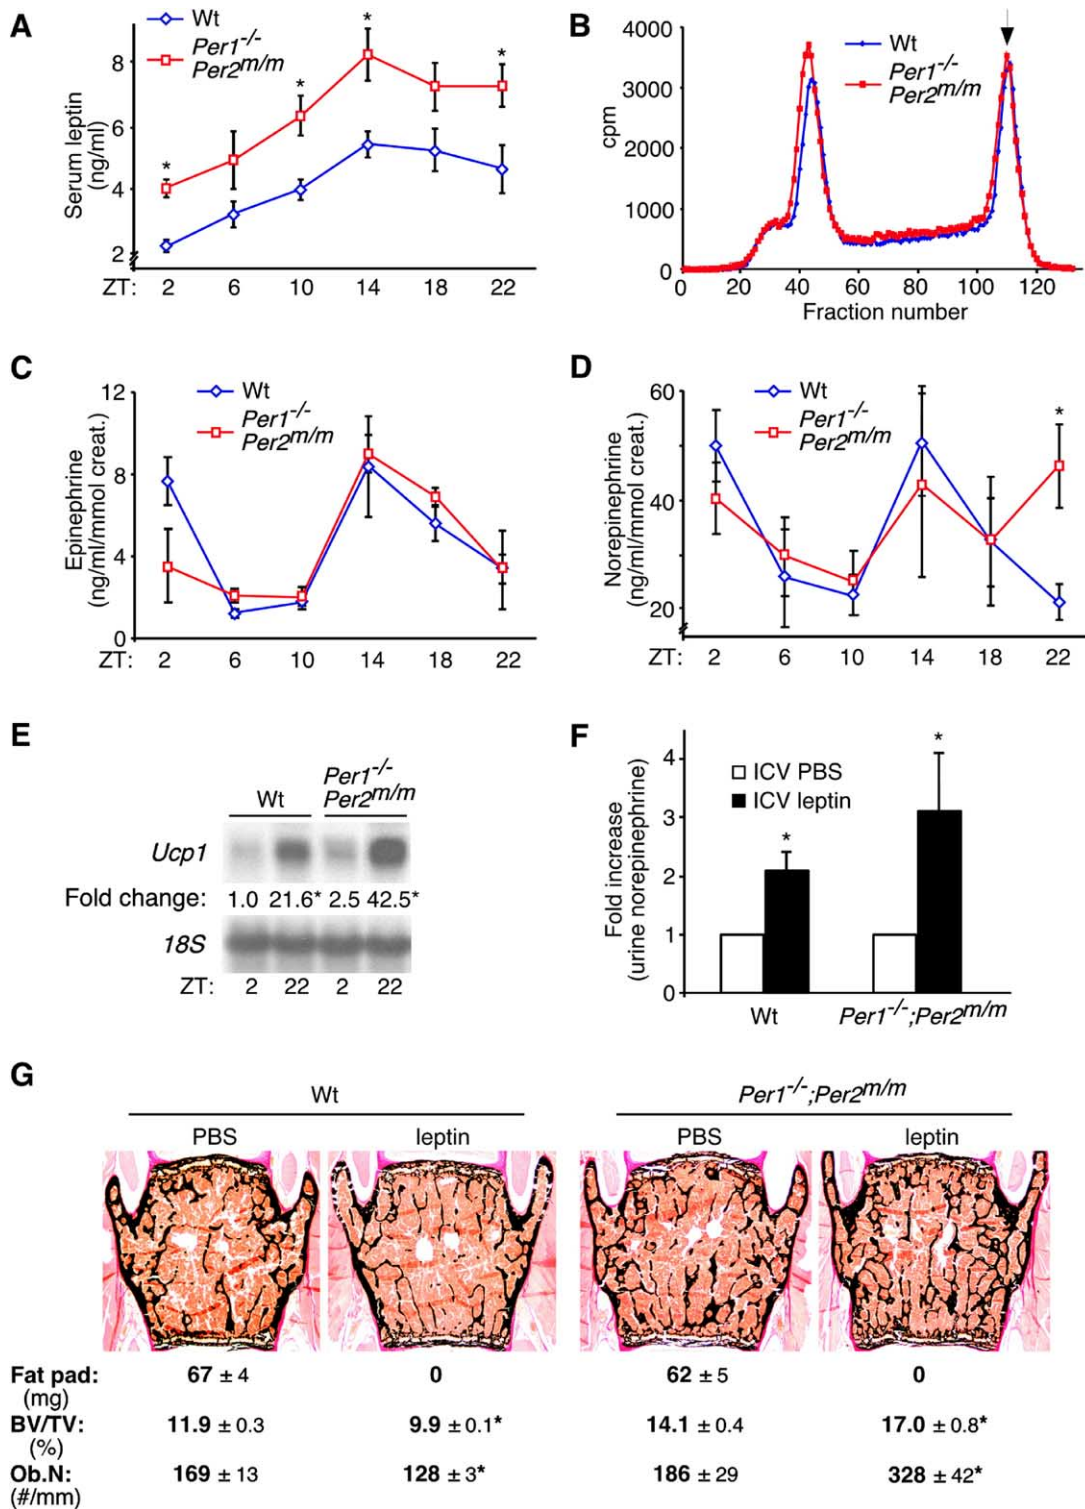 A
Wt
Per1-/-
Per2m/m
Serum leptin
(ng/ml)
8
6
4
2
* * * *
ZT: 2 6 10 14 18 22
B
Wt
Per1-/-
Per2m/m
cpm
4000
3000
2000
1000
0
0 20 40 60 80 100 120
Fraction number
C
Wt
Per1-/-
Per2m/m
Epinephrine
(ng/ml/mmol creat.)
12
8
4
0
ZT: 2 6 10 14 18 22
D
Wt
Per1-/-
Per2m/m
Norepinephrine
(ng/ml/mmol creat.)
60
40
20
*
ZT: 2 6 10 14 18 22
E
Per1-/-
Wt Per2m/m
Ucp1
Fold change: 1.0 21.6* 2.5 42.5*
18S
ZT: 2 22 2 22
F
ICV PBS
ICV leptin
Fold increase
(urine norepinephrine)
4
3
2
1
0
* *
Wt Per1-/-;Per2m/m
G
Wt Per1-/-;Per2m/m
PBS leptin PBS leptin
Fat pad: 67 ± 4 0 62 ± 5 0
(mg)
BV/TV: 11.9 ± 0.3 9.9 ± 0.1* 14.1 ± 0.4 17.0 ± 0.8*
(%)
Ob.N: 169 ± 13 128 ± 3* 186 ± 29 328 ± 42*
(#/mm)